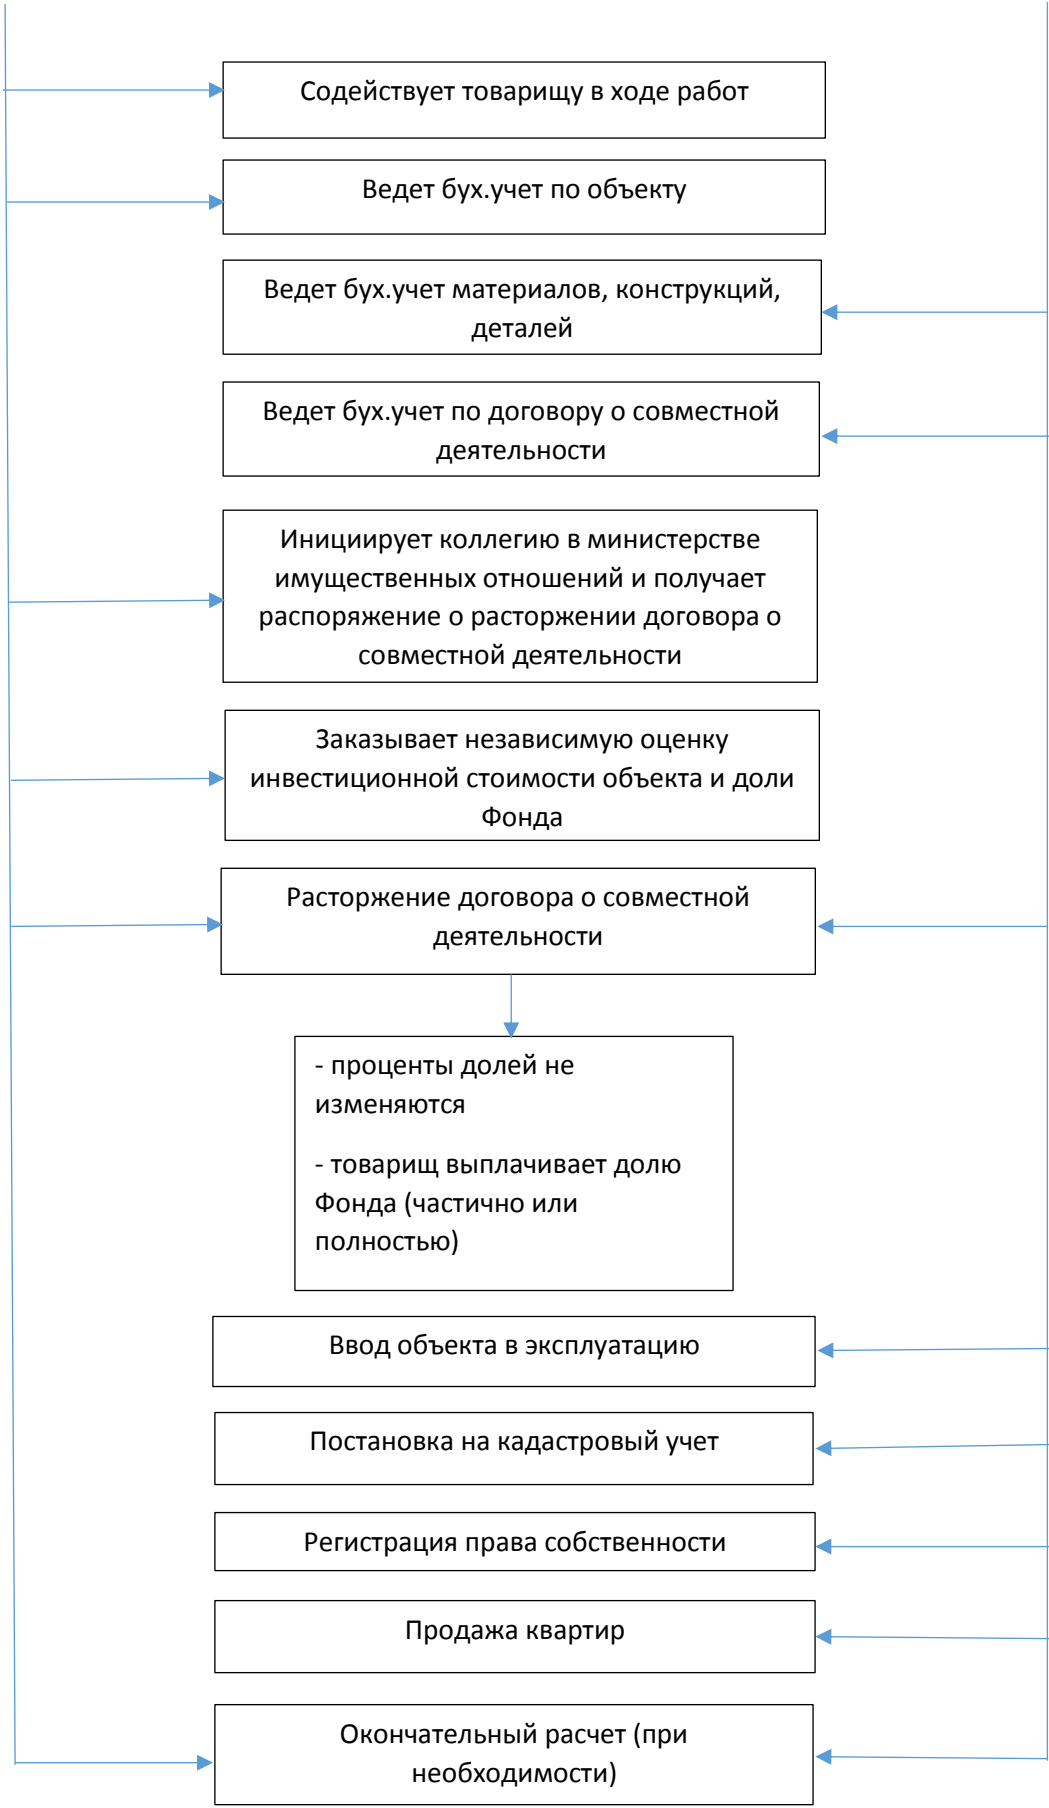 Содействует товарищу в ходе работ
Ведет бух.учет по объекту
Ведет бух.учет материалов, конструкций,
деталей
Ведет бух.учет по договору о совместной
деятельности
Инициирует коллегию в министерстве
имущественных отношений и получает
распоряжение о расторжении договора о
совместной деятельности
Заказывает независимую оценку
инвестиционной стоимости объекта и доли
Фонда
Расторжение договора о совместной
деятельности
- проценты долей не
изменяются
- товарищ выплачивает долю
Фонда (частично или
полностью)
Ввод объекта в эксплуатацию
Постановка на кадастровый учет
Регистрация права собственности
Продажа квартир
Окончательный расчет (при
необходимости)